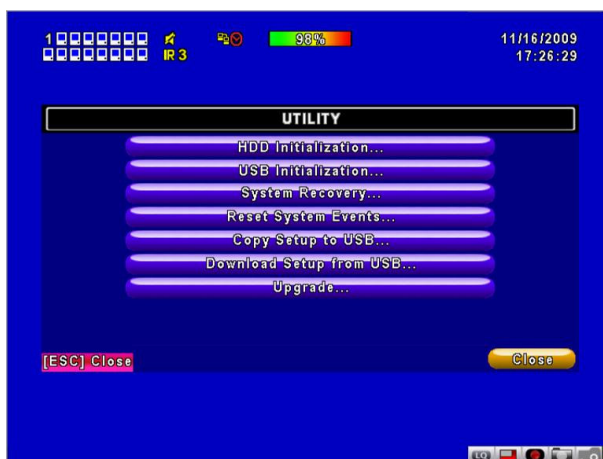 1
98%
11/16/2009
IR 3
17:26:29
UTILITY
HDD Initialization...
USB Initialization...
System Recovery...
Reset System Events...
Copy Setup to USB...
Download Setup from USB...
Upgrade...
[ESC] Close
Close
LQ